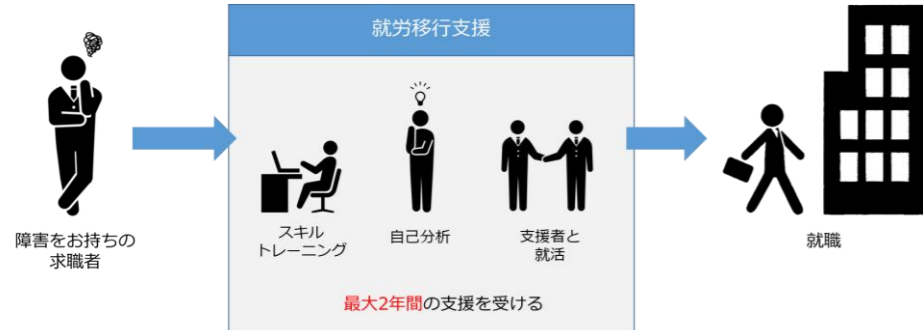 就労移行支援
障害をお持ちの
求職者
スキル
トレーニング
自己分析
支援者と
就活
最大2年間の支援を受ける
就職